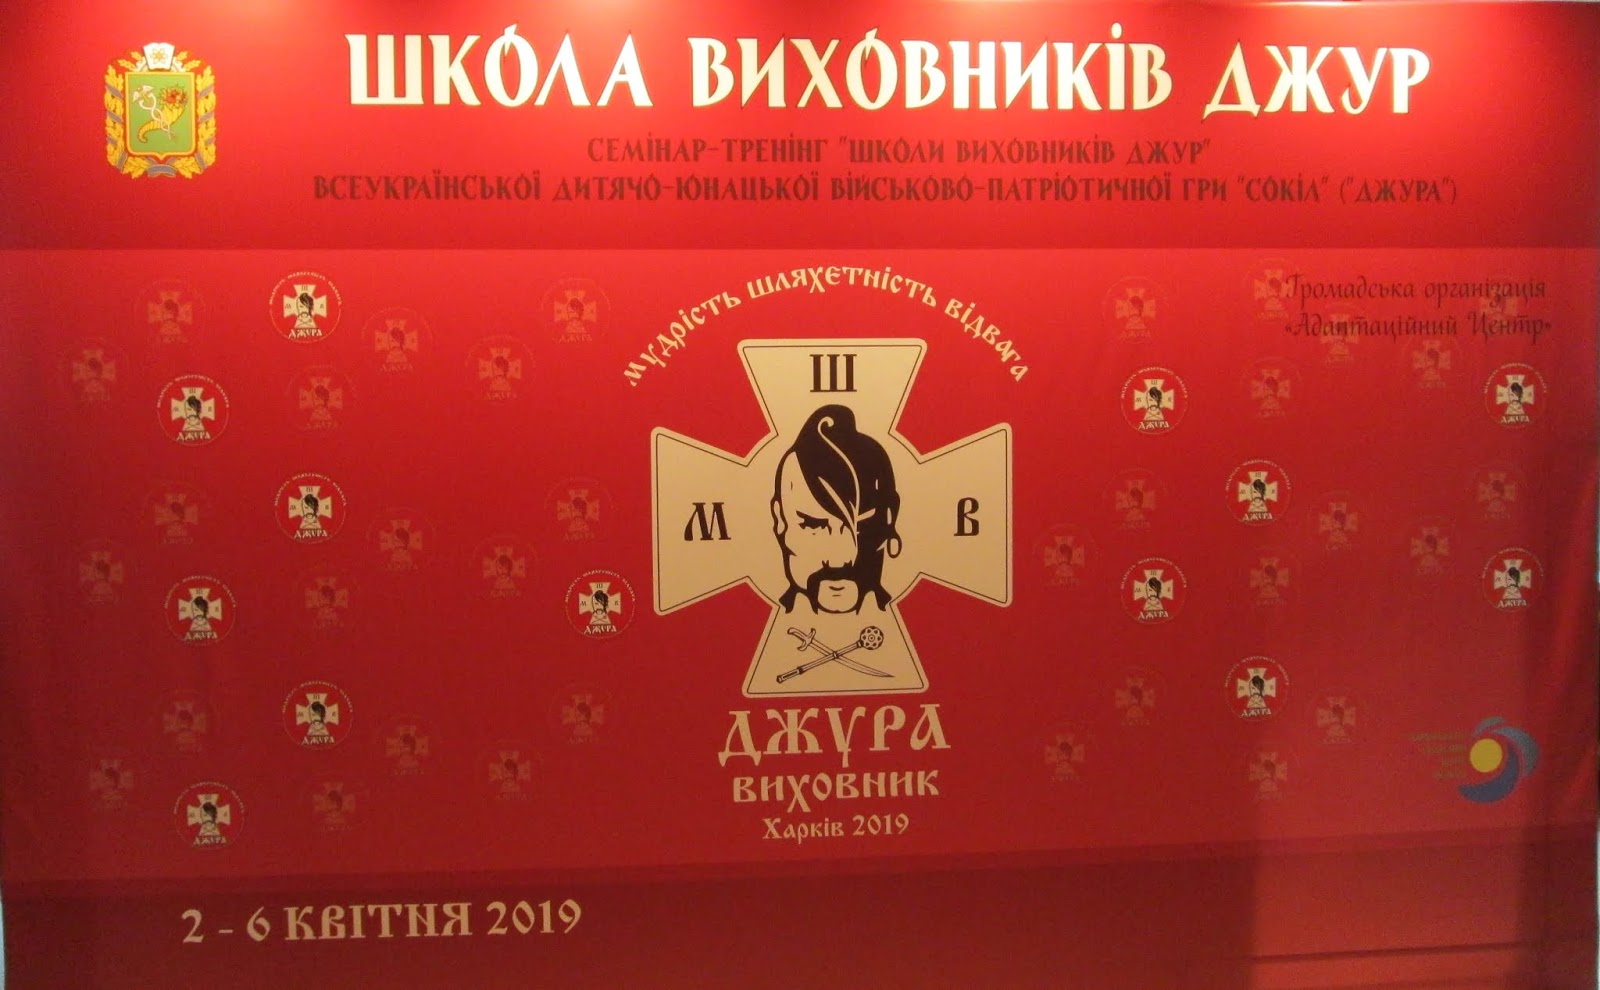 ШКОЛА ВИХОВНИКІВ ДЖУР
СЕМІНАР-ТРЕНІНГ "ШКОЛИ ВИХОВНИКІВ ДЖУР"
ВСЕУКРАЇНСЬКОЇ ДИТЯЧО-ЮНАЦЬКОЇ ВІЙСЬКОВО-ПАТРІОТИЧНОЇ ГРИ "СОКІЛ" ("ДЖУРА")
Громадська організація
«Адаптаційний Центр»
МУДРІСТЬ ШЛЯХЕТНІСТЬ ВІДВАГА
Ш
М В
ДЖУРА
ВИХОВНИК
Харків 2019
2 - 6 КВІТНЯ 2019